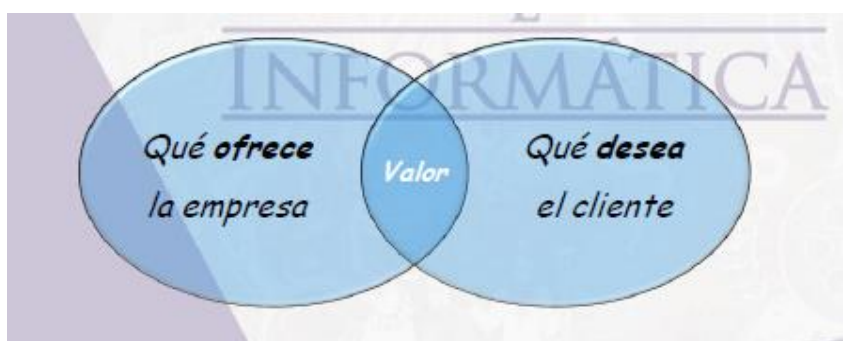 INFORMÁTICA
Qué ofrece
la empresa
Valor
Qué desea
el cliente